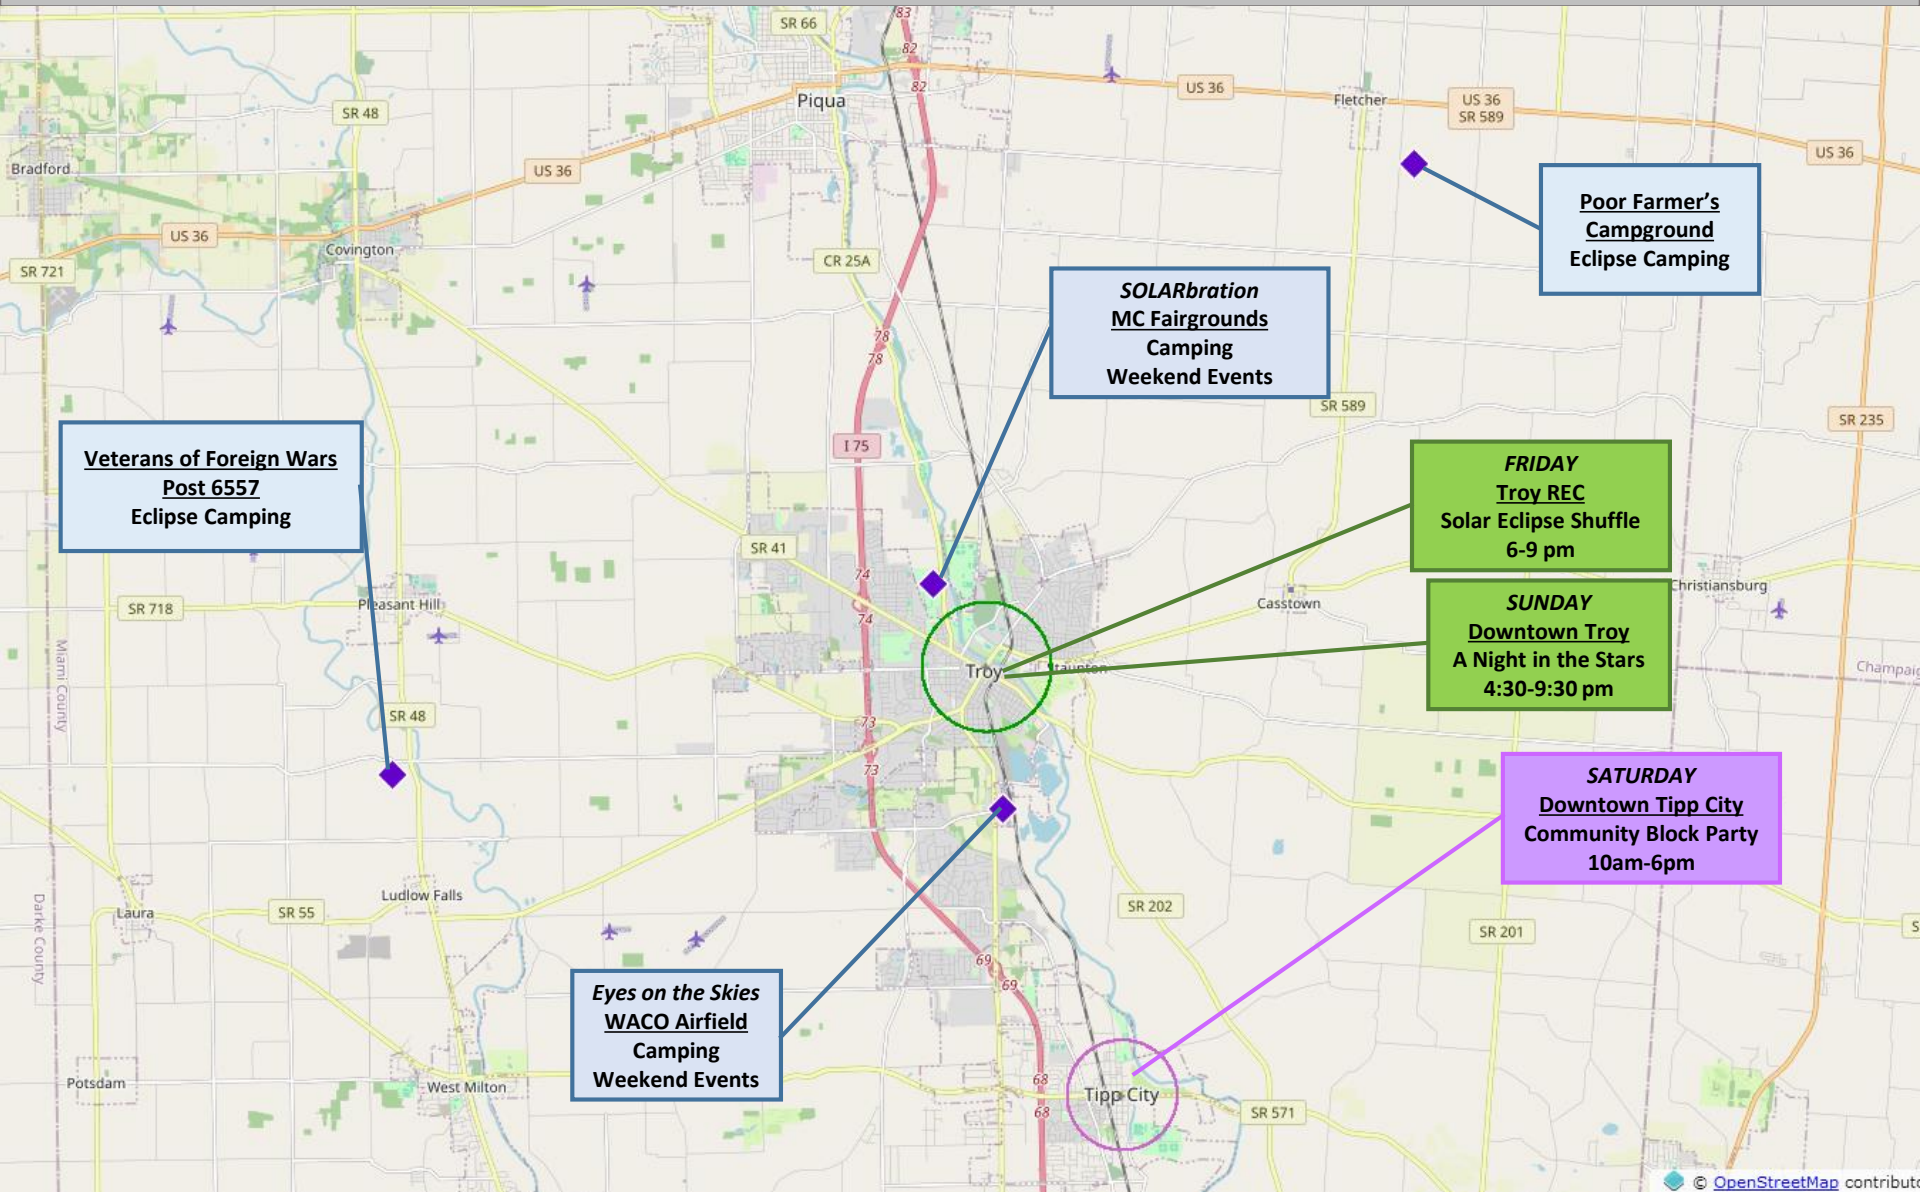 83
SR 66
82
82
Piqua
US 36
Fletcher
US 36
SR 589
US 36
SR 48
Bradford
US 36
US 36
Covington
SR 721
CR 25A
Poor Farmer's
Campground
Eclipse Camping
SOLARbration
MC Fairgrounds
Camping
Weekend Events
78
78
SR 589
SR 235
I 75
Veterans of Foreign Wars
Post 6557
Eclipse Camping
FRIDAY
Troy REC
Solar Eclipse Shuffle
6-9 pm
SR 41
74
74
SR 718
Pleasant Hill
Casstown
Christiansburg
SUNDAY
Downtown Troy
A Night in the Stars
4:30-9:30 pm
Miami County
Troy
Staunton
Champaig
SR 48
73
73
SATURDAY
Downtown Tipp City
Community Block Party
10am-6pm
Ludlow Falls
Laura
SR 55
SR 202
SR 201
S
Darke County
69
69
Eyes on the Skies
WACO Airfield
Camping
Weekend Events
Potsdam
West Milton
68
68
Tipp City
SR 571
© OpenStreetMap contributo